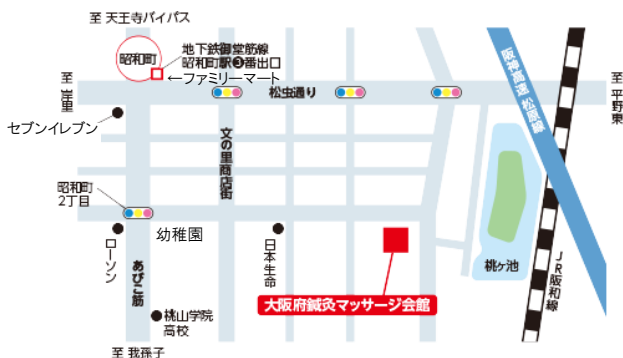 至 天王寺バイパス
昭和町
地下鉄御堂筋線
昭和町駅❸番出口
←ファミリーマート
至 岸里
松虫通り
至 平野東
阪神高速松原線
セブンイレブン
文の里商店街
昭和町
2丁目
幼稚園
ローソン
あびこ筋
日本生命
桃ヶ池
JR阪和線
大阪府鍼灸マッサージ会館
桃山学院
高校
至 我孫子